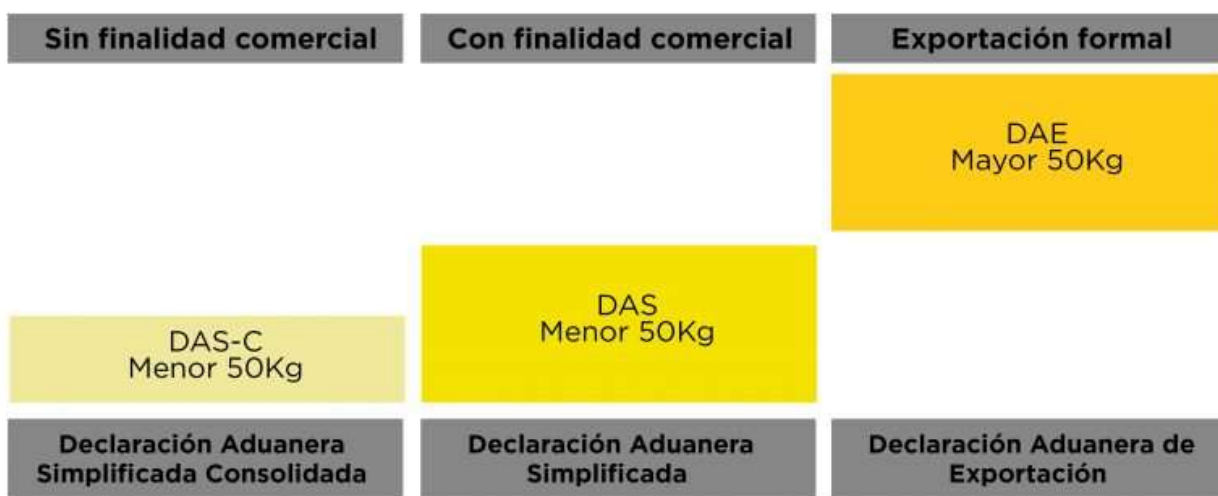 Sin finalidad comercial
Con finalidad comercial
Exportación formal
DAE
Mayor 50Kg
DAS
Menor 50Kg
DAS-C
Menor 50Kg
Declaración Aduanera
Simplificada Consolidada
Declaración Aduanera
Simplificada
Declaración Aduanera de
Exportación